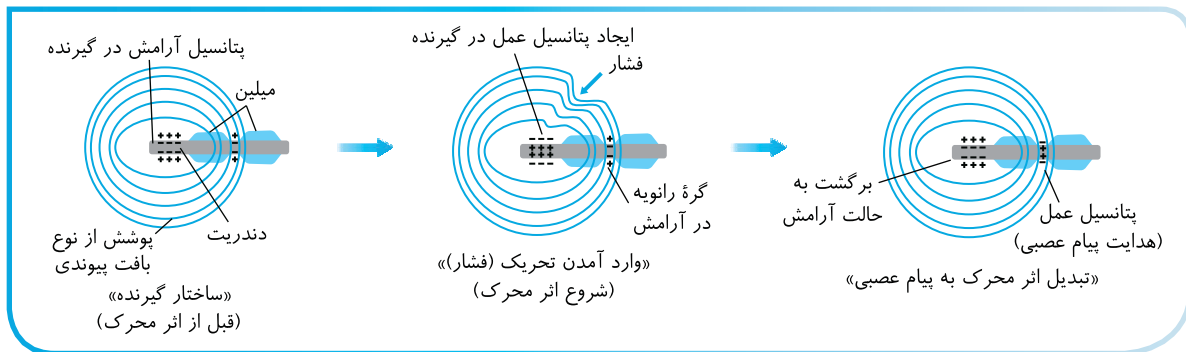 پتانسیل آرامش در گیرنده
میلین
دندریت
پوشش از نوع
بافت پیوندی
«ساختار گیرنده»
(قبل از اثر محرک)
ایجاد پتانسیل عمل در گیرنده
فشار
گرهٔ رانویه
در آرامش
«وارد آمدن تحریک (فشار)»
(شروع اثر محرک)
برگشت به
حالت آرامش
پتانسیل عمل
(هدایت پیام عصبی)
«تبدیل اثر محرک به پیام عصبی»